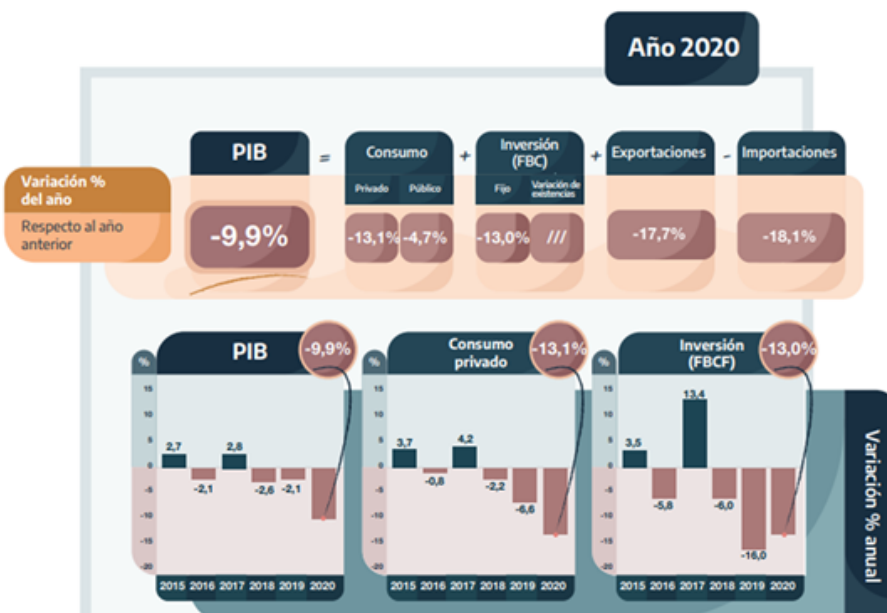 Año 2020
PIB = Consumo + Inversión (FBC) + Exportaciones - Importaciones
Privado Público Fijo Variación de existencias
Variación %
del año
Respecto al año
anterior
-9,9% -13,1% -4,7% -13,0% /// -17,7% -18,1%
% PIB -9,9%
15
10
5
0
-5
-10
-15
-20
2,7 -2,1 2,8 -2,6 -2,1
2015 2016 2017 2018 2019 2020
% Consumo
privado -13,1%
15
10
5
0
-5
-10
-15
-20
3,7 -0,8 4,2 -2,2 -6,6
2015 2016 2017 2018 2019 2020
% Inversión
(FBCF) -13,0%
15
10
5
0
-5
-10
-15
-20
3,5 -5,8 13,4 -6,0 -16,0
2015 2016 2017 2018 2019 2020
Variación % anual